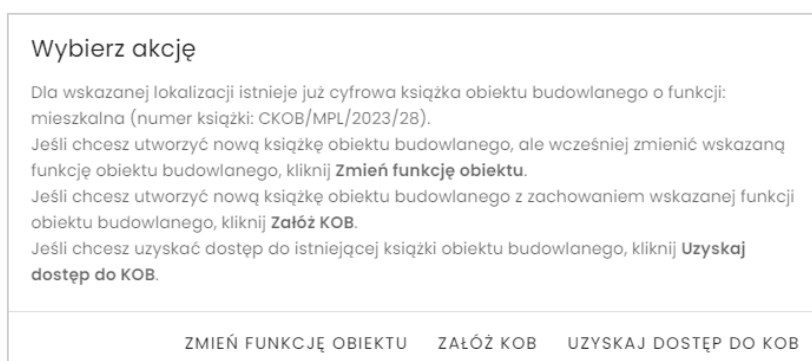 Wybierz akcję
Dla wskazanej lokalizacji istnieje już cyfrowa książka obiektu budowlanego o funkcji:
mieszkalna (numer książki: CKOB/MPL/2023/28).
Jeśli chcesz utworzyć nową książkę obiektu budowlanego, ale wcześniej zmienić wskazaną
funkcję obiektu budowlanego, kliknij Zmień funkcję obiektu.
Jeśli chcesz utworzyć nową książkę obiektu budowlanego z zachowaniem wskazanej funkcji
obiektu budowlanego, kliknij Załóż KOB.
Jeśli chcesz uzyskać dostęp do istniejącej książki obiektu budowlanego, kliknij Uzyskaj
dostęp do KOB.
ZMIEŃ FUNKCJĘ OBIEKTU ZAŁÓŻ KOB UZYSKAJ DOSTĘP DO KOB